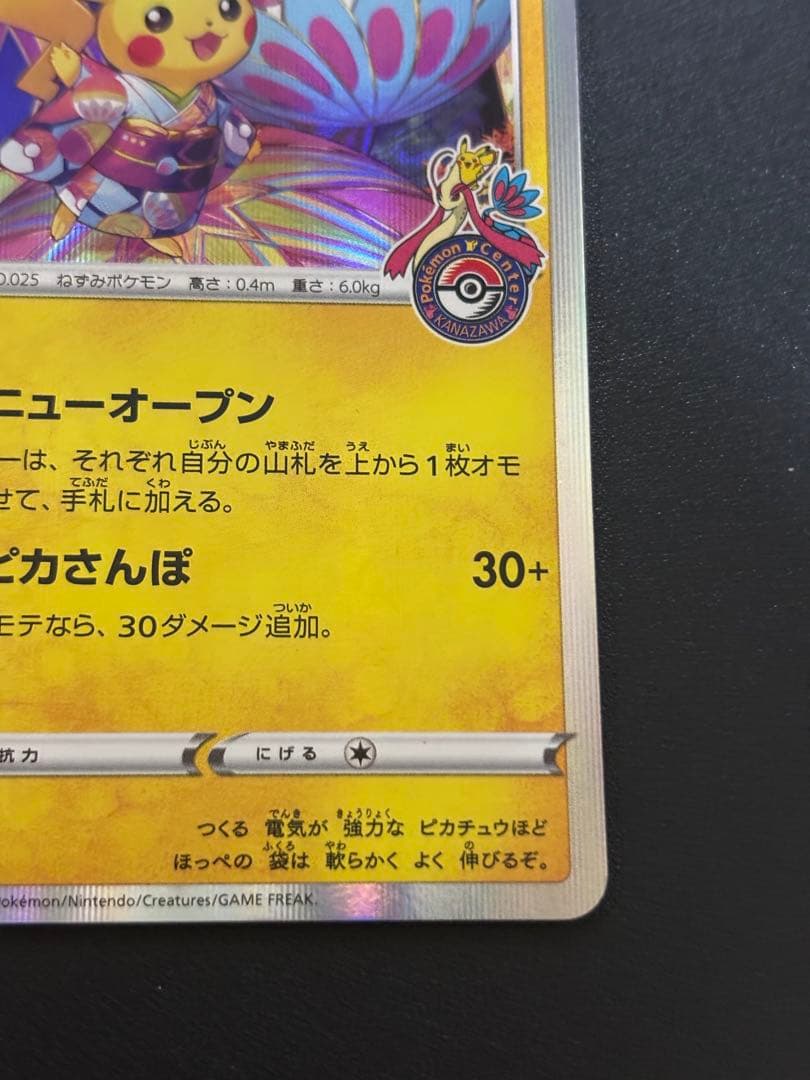 O.025 ねずみポケモン 高さ:0.4m 重さ:6.0kg
Pokémon Center
KANAZAWA
ニューオープン
ーは、それぞれ自分の山札を上から1枚オモ
せて、手札に加える。
ピカさんぽ 30+
モテなら、30ダメージ追加。
抗力 にげる
つくる 電気が 強力な ピカチュウほど
ほっぺの 袋は 軟らかく よく 伸びるぞ。
okémon/Nintendo/Creatures/GAME FREAK.